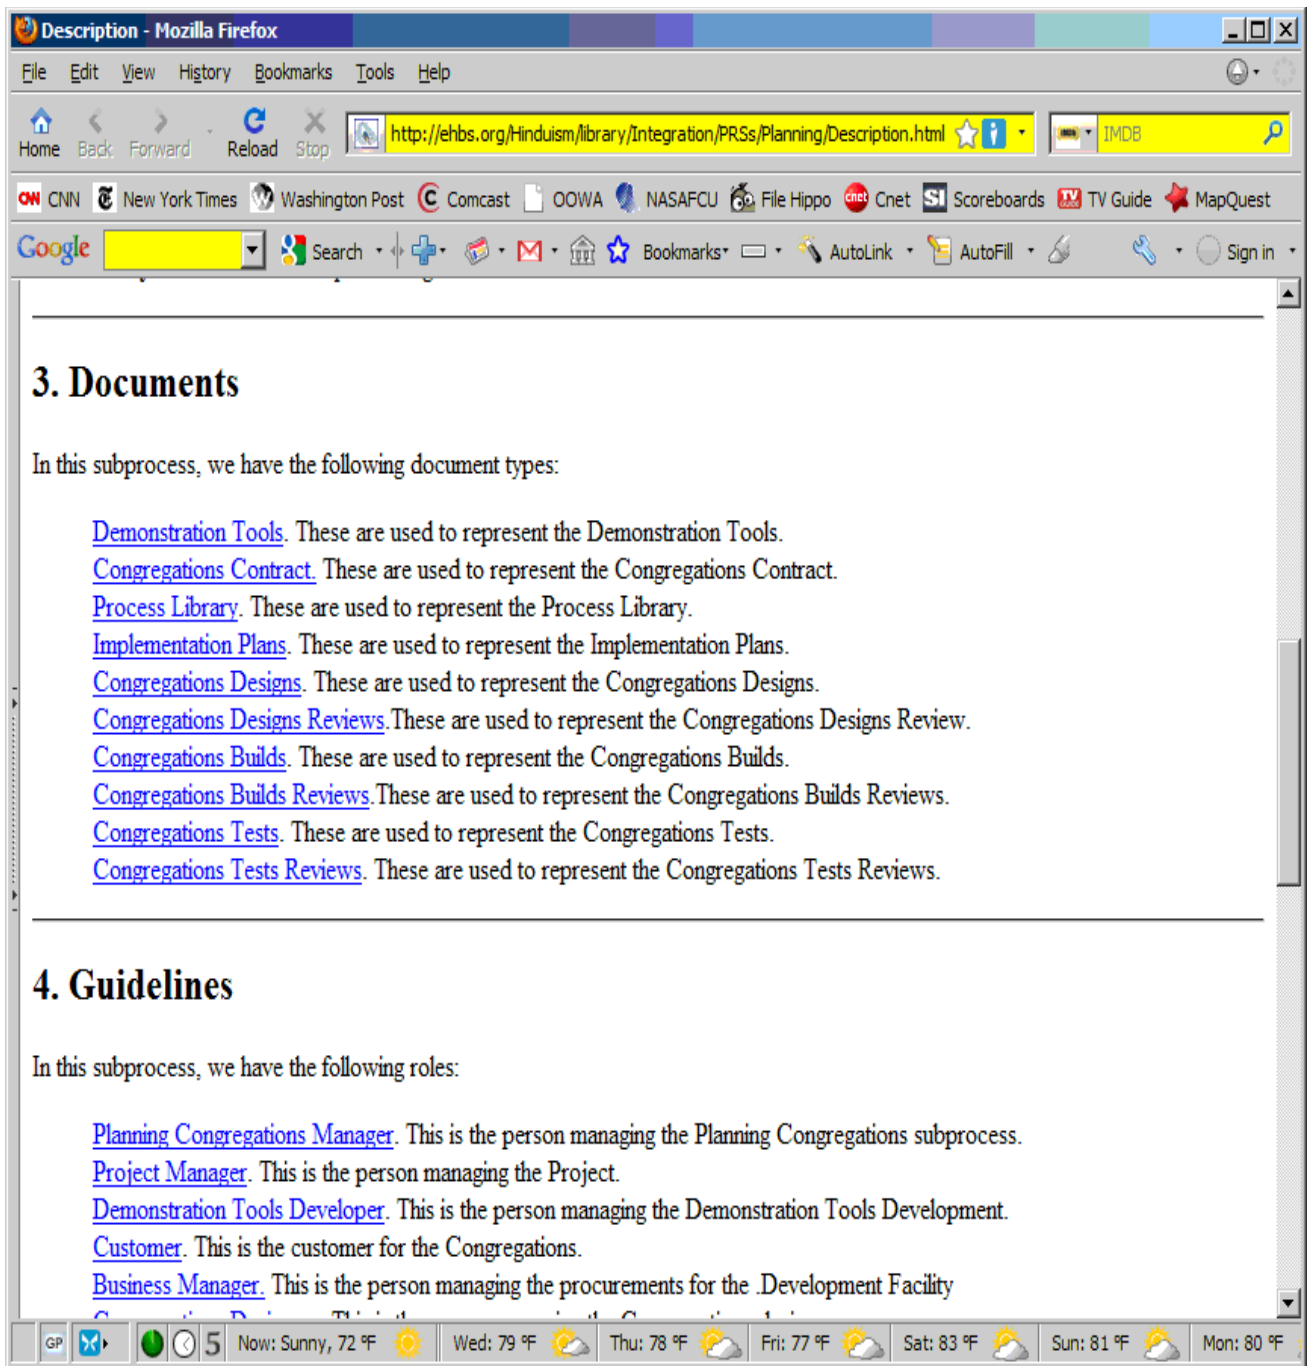 Description - Mozilla Firefox
File Edit View History Bookmarks Tools Help
Home Back Forward Reload Stop http://ehbs.org/Hinduism/library/Integration/PRSs/Planning/Description.html IMDB
CNN CNN New York Times Washington Post Comcast OOWA NASAFCU File Hippo cnet Cnet SI Scoreboards TV TV Guide MapQuest
Google Search Bookmarks AutoLink AutoFill Sign in
3. Documents
In this subprocess, we have the following document types:
Demonstration Tools. These are used to represent the Demonstration Tools.
Congregations Contract. These are used to represent the Congregations Contract.
Process Library. These are used to represent the Process Library.
Implementation Plans. These are used to represent the Implementation Plans.
Congregations Designs. These are used to represent the Congregations Designs.
Congregations Designs Reviews.These are used to represent the Congregations Designs Review.
Congregations Builds. These are used to represent the Congregations Builds.
Congregations Builds Reviews.These are used to represent the Congregations Builds Reviews.
Congregations Tests. These are used to represent the Congregations Tests.
Congregations Tests Reviews. These are used to represent the Congregations Tests Reviews.
4. Guidelines
In this subprocess, we have the following roles:
Planning Congregations Manager. This is the person managing the Planning Congregations subprocess.
Project Manager. This is the person managing the Project.
Demonstration Tools Developer. This is the person managing the Demonstration Tools Development.
Customer. This is the customer for the Congregations.
Business Manager. This is the person managing the procurements for the .Development Facility
GP 5 Now: Sunny, 72 °F Wed: 79 °F Thu: 78 °F Fri: 77 °F Sat: 83 °F Sun: 81 °F Mon: 80 °F